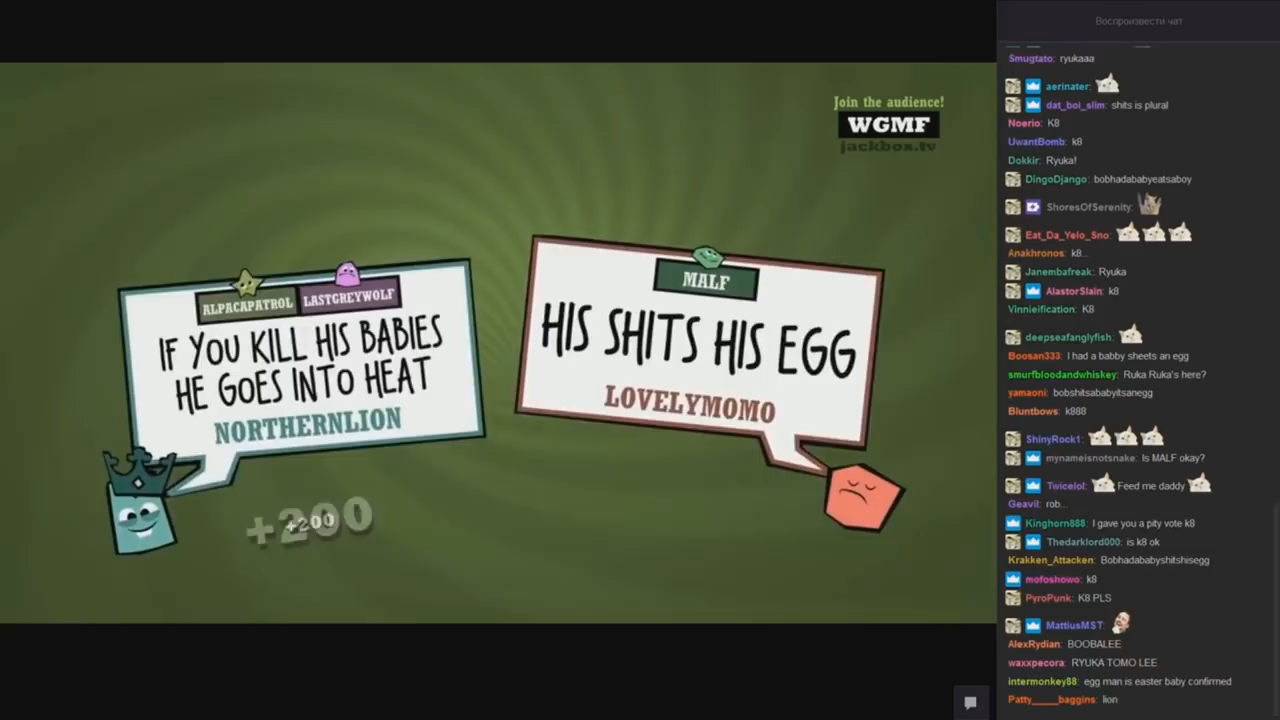 Join the audience!
WGMF
jackbox.tv
ALPACAPATROL
LASTGREYWOLF
IF YOU KILL HIS BABIES
HE GOES INTO HEAT
NORTHERNLION
MALF
HIS SHITS HIS EGG
LOVELYMOMO
+200
+200
Воспроизвести чат
Smugtato: ryukaaa
aerinater:
dat_boi_slim: shits is plural
Noerio: K8
UwantBomb: k8
Dokkir: Ryuka!
DingoDjango: bobhadababyeatsaboy
ShoresOfSerenity:
Eat_Da_Yelo_Sno:
Anakhronos: k8..
Janembafreak: Ryuka
AlastorSlain: k8
Vinnieification: K8
deepseafanglyfish:
Boosan333: I had a babby sheets an egg
smurfbloodandwhiskey: Ruka Ruka's here?
yamaoni: bobshitsababyitsanegg
Bluntbows: k888
ShinyRock1:
mynameisnotsnake: Is MALF okay?
Twicelol: Feed me daddy
Geavil: rob...
Kinghorn888: I gave you a pity vote k8
Thedarklord000: is k8 ok
Krakken_Attacken: Bobhadababyshitshisegg
mofoshowo: k8
PyroPunk: K8 PLS
MattiusMST:
AlexRydian: BOOBALEE
waxxpecora: RYUKA TOMO LEE
intermonkey88: egg man is easter baby confirmed
Patty_____baggins: lion